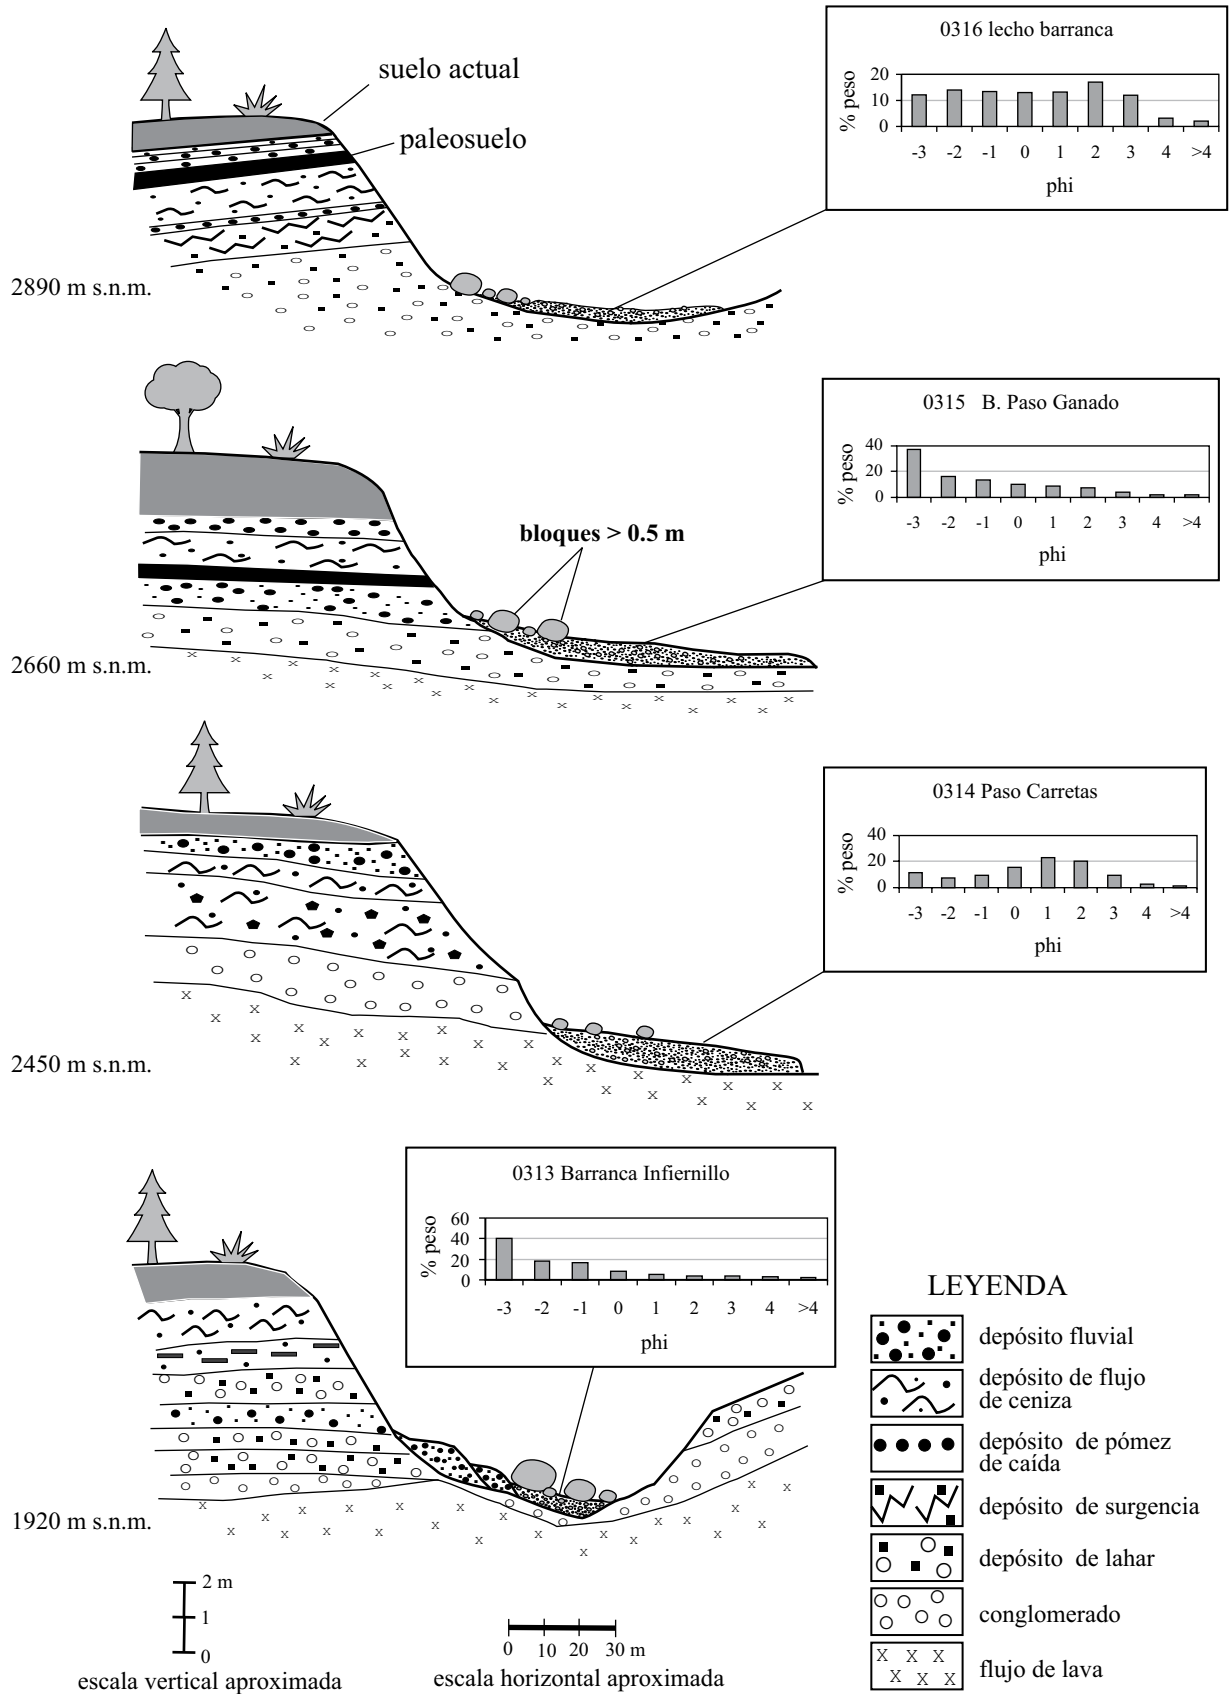 suelo actual
paleosuelo
2890 m s.n.m.
0316 lecho barranca
% peso
20
10
0
-3 -2 -1 0 1 2 3 4 >4
phi
bloques > 0.5 m
2660 m s.n.m.
0315 B. Paso Ganado
% peso
40
20
0
-3 -2 -1 0 1 2 3 4 >4
phi
2450 m s.n.m.
0314 Paso Carretas
% peso
40
20
0
-3 -2 -1 0 1 2 3 4 >4
phi
0313 Barranca Infiernillo
% peso
60
40
20
0
-3 -2 -1 0 1 2 3 4 >4
phi
1920 m s.n.m.
2 m
1
0
escala vertical aproximada
0 10 20 30 m
escala horizontal aproximada
LEYENDA
depósito fluvial
depósito de flujo
de ceniza
depósito de pómez
de caída
depósito de surgencia
depósito de lahar
conglomerado
flujo de lava